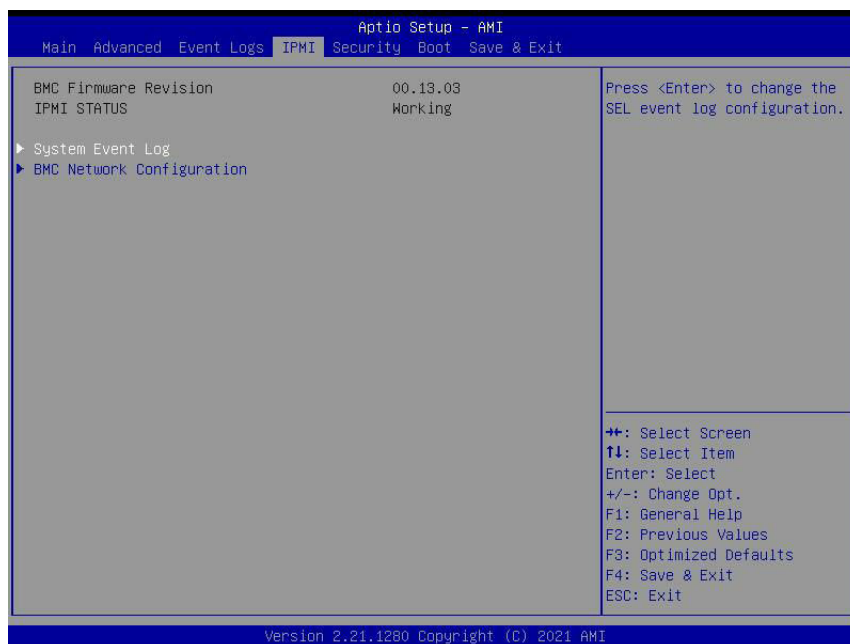 Aptio Setup - AMI
Main Advanced Event Logs IPMI Security Boot Save & Exit
BMC Firmware Revision 00.13.03
IPMI STATUS Working
System Event Log
BMC Network Configuration
Press <Enter> to change the
SEL event log configuration.
→←: Select Screen
↑↓: Select Item
Enter: Select
+/-: Change Opt.
F1: General Help
F2: Previous Values
F3: Optimized Defaults
F4: Save & Exit
ESC: Exit
Version 2.21.1280 Copyright (C) 2021 AMI